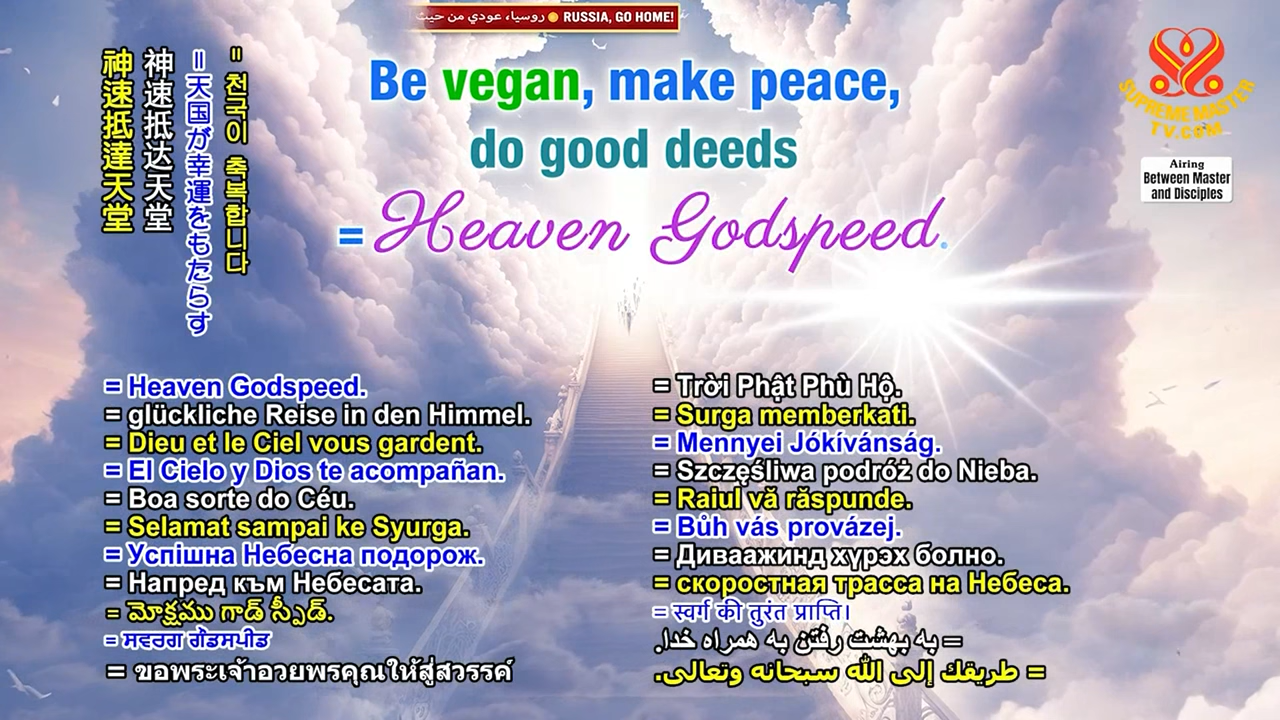 روسيا، عودي من حيث RUSSIA, GO HOME!
Be vegan, make peace,
do good deeds
= Heaven Godspeed.
SUPREME MASTER
TV.COM
Airing
Between Master
and Disciples
神速抵達天堂
神速抵达天堂
=天国が幸運をもたらす
= 천국이 축복합니다
= Heaven Godspeed.
= glückliche Reise in den Himmel.
= Dieu et le Ciel vous gardent.
= El Cielo y Dios te acompañan.
= Boa sorte do Céu.
= Selamat sampai ke Syurga.
= Успішна Небесна подорож.
= Напред към Небесата.
= మోక్షము గాడ్ స్పీడ్.
= ਸਵਰਗ ਗੋਡਸਪੀਡ
= ขอพระเจ้าอวยพรคุณให้สู่สวรรค์
= Trời Phật Phù Hộ.
= Surga memberkati.
= Mennyei Jókívánság.
= Szczęśliwa podróż do Nieba.
= Raiul vă răspunde.
= Bůh vás provázej.
= Диваажинд хүрэх болно.
= скоростная трасса на Небеса.
= स्वर्ग की तुरंत प्राप्ति।
= به بهشت رفتن به همراه خدا.
= طريقك إلى الله سبحانه وتعالى.